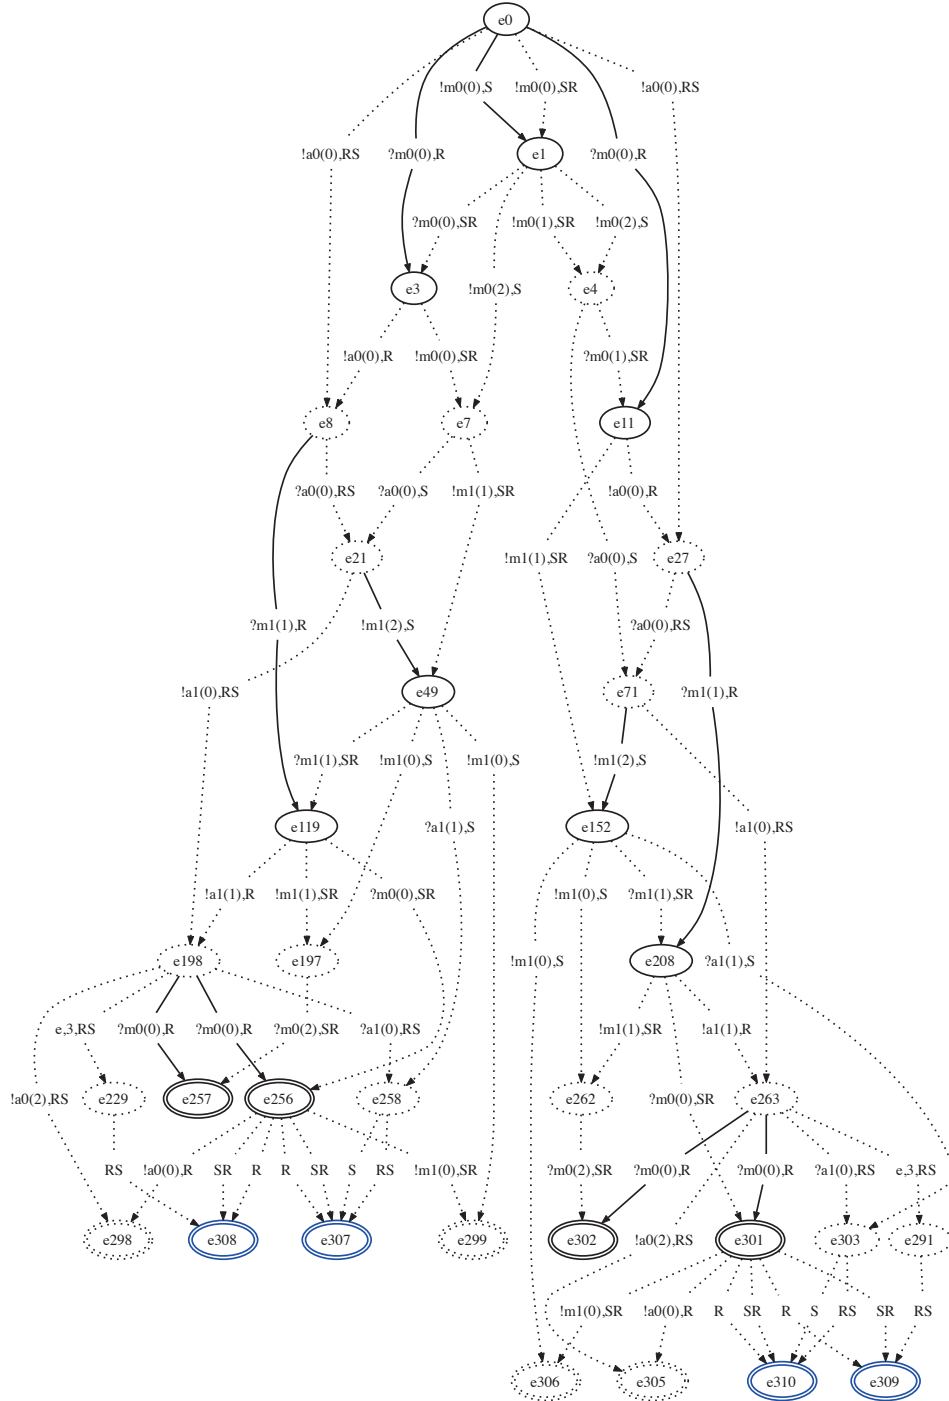 e0
!m0(0),S !m0(0),SR !a0(0),RS
!a0(0),RS ?m0(0),R e1 ?m0(0),R
?m0(0),SR !m0(1),SR !m0(2),S
e3 !m0(2),S e4
!a0(0),R !m0(0),SR ?m0(1),SR
e8 e7 e11
?a0(0),RS ?a0(0),S !m1(1),SR !a0(0),R
e21 !m1(1),SR ?a0(0),S e27
?m1(1),R !m1(2),S ?a0(0),RS
!a1(0),RS e49 e71 ?m1(1),R
?m1(1),SR !m1(0),S !m1(0),S !m1(2),S
e119 ?a1(1),S e152 !a1(0),RS
!a1(1),R !m1(1),SR ?m0(0),SR !m1(0),S ?m1(1),SR
e198 e197 !m1(0),S e208 ?a1(1),S
e,3,RS ?m0(0),R ?m0(0),R ?m0(2),SR ?a1(0),RS !m1(1),SR !a1(1),R
!a0(2),RS e229 e257 e256 e258 e262 ?m0(0),SR e263
RS !a0(0),R SR R R SR S RS !m1(0),SR ?m0(2),SR ?m0(0),R ?m0(0),R ?a1(0),RS e,3,RS
e298 e308 e307 e299 e302 !a0(2),RS e301 e303 e291
!m1(0),SR !a0(0),R R SR R S RS SR RS
e306 e305 e310 e309